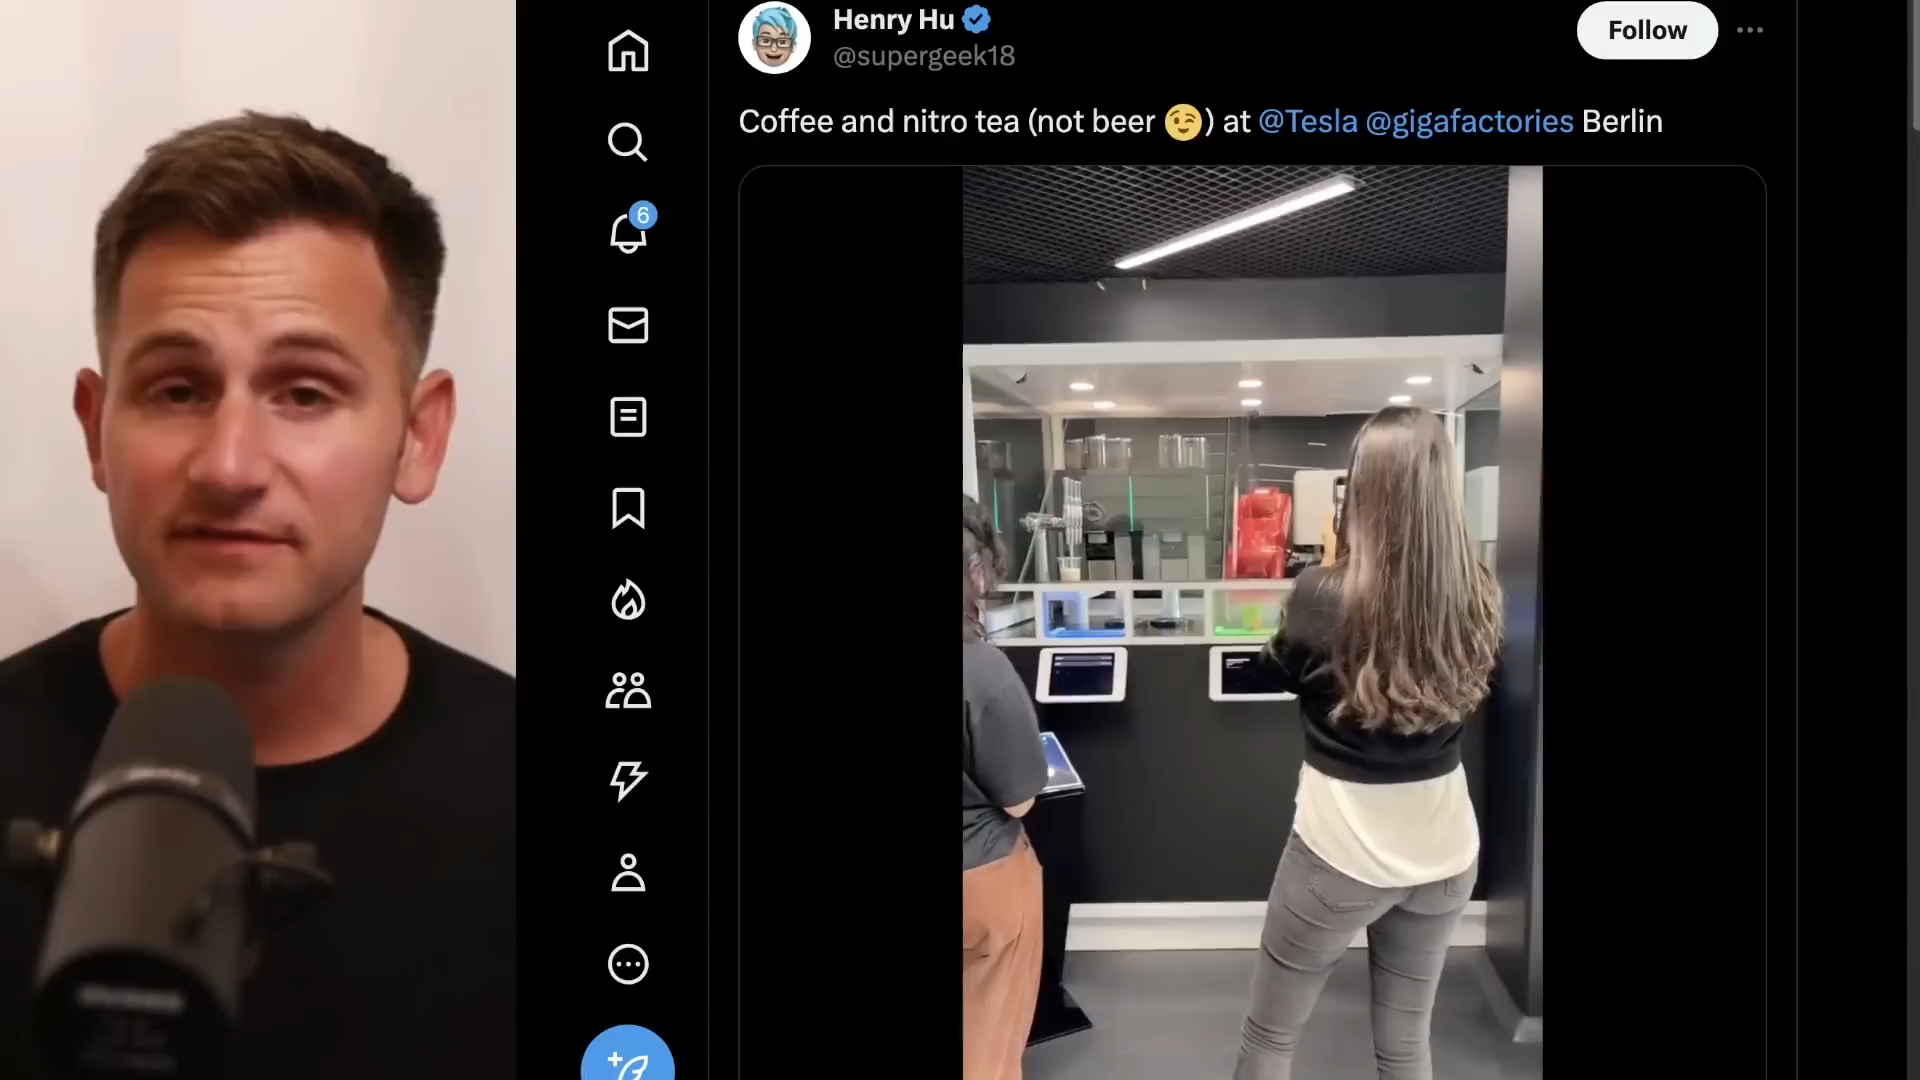 Henry Hu
@supergeek18
Follow
Coffee and nitro tea (not beer 😉) at @Tesla @gigafactories Berlin
6